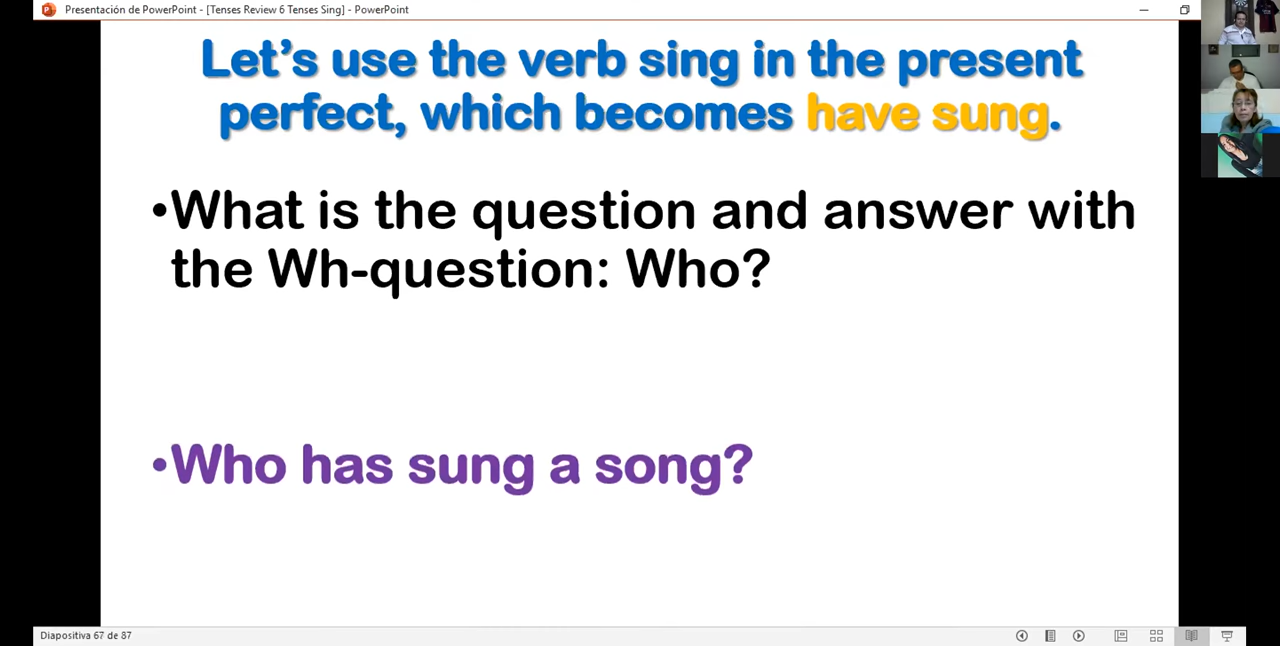 Presentación de PowerPoint - [Tenses Review 6 Tenses Sing] - PowerPoint
Let's use the verb sing in the present
perfect, which becomes have sung.
•What is the question and answer with
the Wh-question: Who?
•Who has sung a song?
Diapositiva 67 de 87